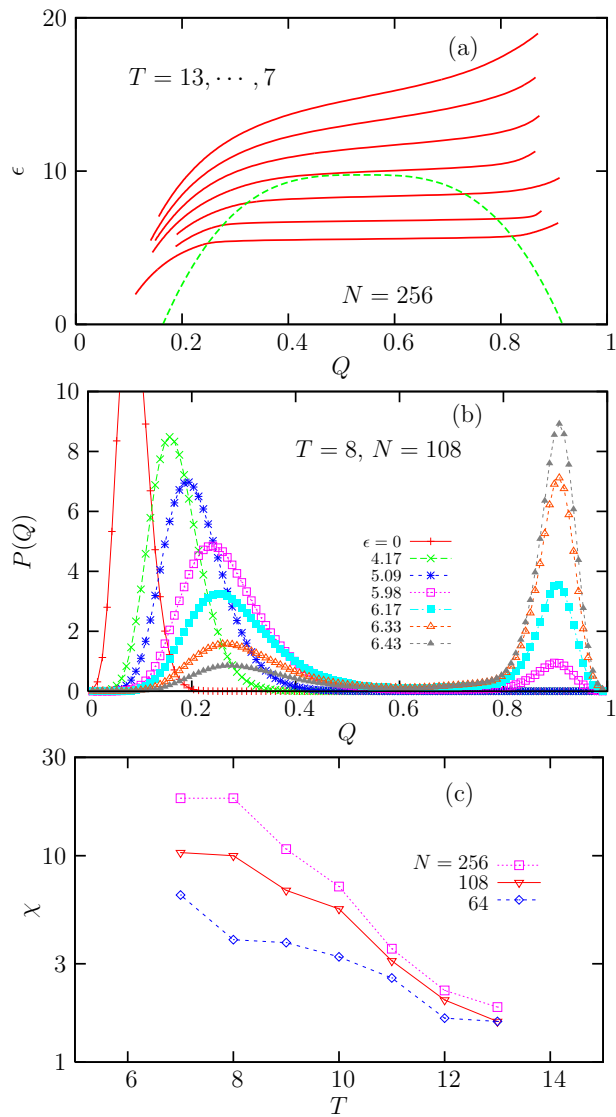 20
(a)
T = 13, ⋯ , 7
ϵ
10
N = 256
0
0 0.2 0.4 0.6 0.8 1
Q
10
(b)
T = 8, N = 108
8
6
P(Q)
ϵ = 0
4.17
5.09
5.98
6.17
6.33
6.43
4
2
0
0 0.2 0.4 0.6 0.8 1
Q
30
(c)
N = 256
108
64
10
χ
3
1
6 8 10 12 14
T